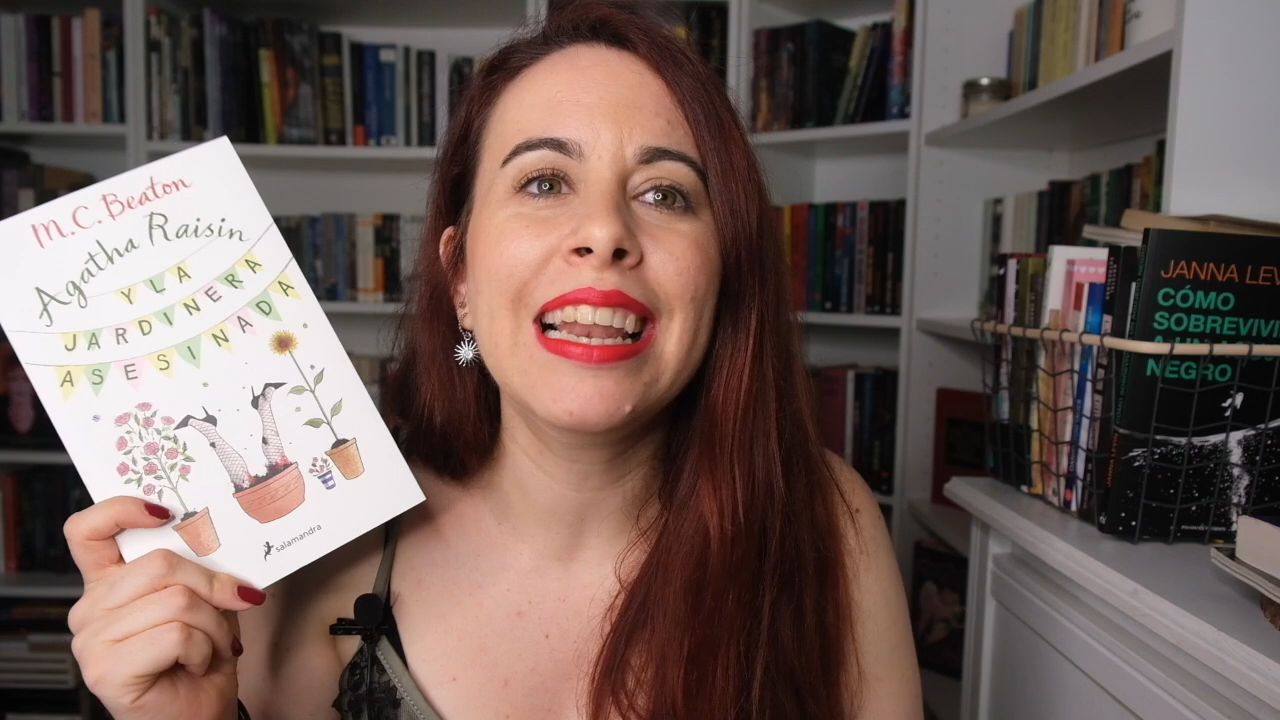 M.C. Beaton
Agatha Raisin
Y LA
JARDINERA
ASESINADA
salamandra
JANNA LEV
CÓMO
SOBREVIVI
NEGRO